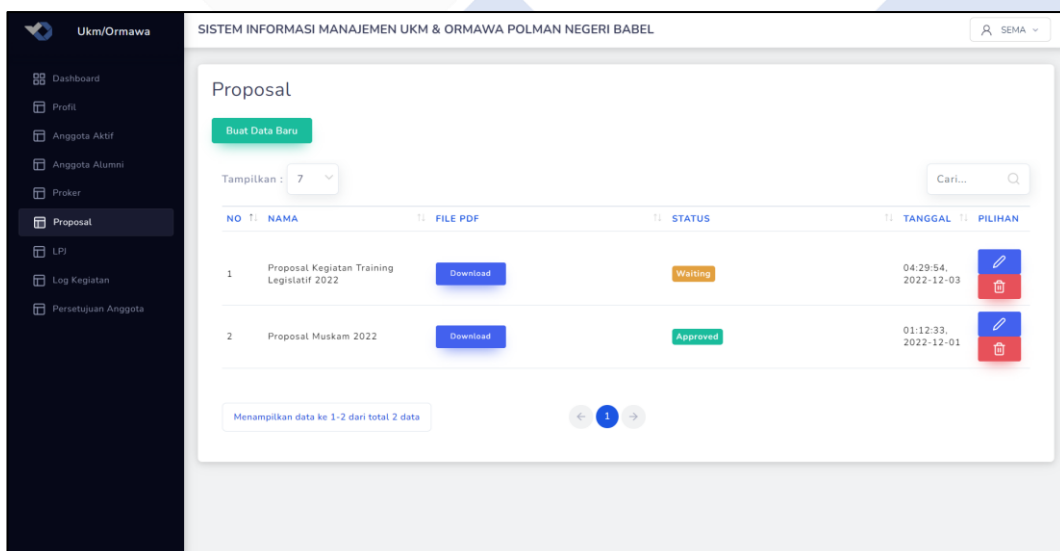 Ukm/Ormawa
SISTEM INFORMASI MANAJEMEN UKM & ORMAWA POLMAN NEGERI BABEL
SEMA
Dashboard
Profil
Anggota Aktif
Anggota Alumni
Proker
Proposal
LPJ
Log Kegiatan
Persetujuan Anggota
Proposal
Buat Data Baru
Tampilkan : 7
Cari...
NO NAMA FILE PDF STATUS TANGGAL PILIHAN
1 Proposal Kegiatan Training Legislatif 2022 Download Waiting 04:29:54, 2022-12-03
2 Proposal Muskam 2022 Download Approved 01:12:33, 2022-12-01
Menampilkan data ke 1-2 dari total 2 data
1